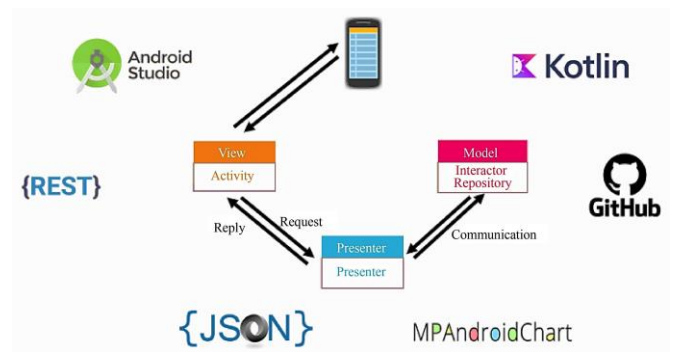 Android
Studio
Kotlin
View
Activity
Model
Interactor
Repository
{REST}
GitHub
Reply
Request
Communication
Presenter
Presenter
{JSON}
MPAndroidChart